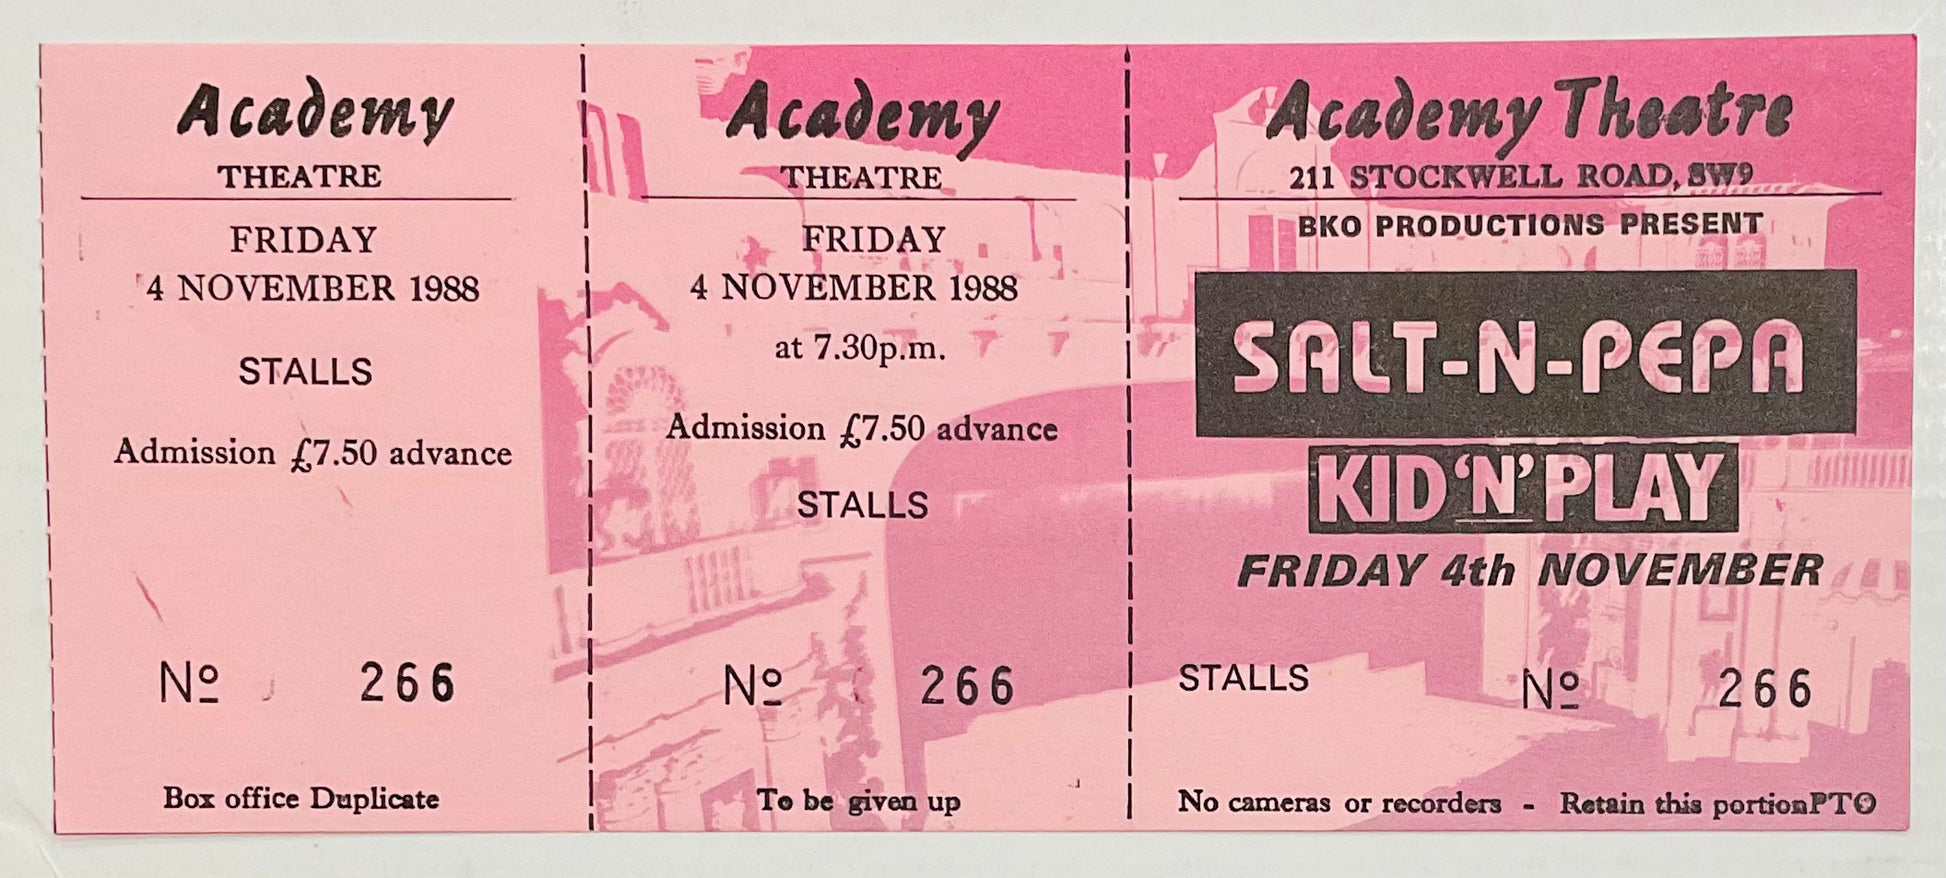 Academy
THEATRE
FRIDAY
4 NOVEMBER 1988
STALLS
Admission £7.50 advance
Nº 266
Box office Duplicate
Academy
THEATRE
FRIDAY
4 NOVEMBER 1988
at 7.30p.m.
Admission £7.50 advance
STALLS
Nº 266
To be given up
Academy Theatre
211 STOCKWELL ROAD, SW9
BKO PRODUCTIONS PRESENT
SALT-N-PEPA
KID 'N' PLAY
FRIDAY 4th NOVEMBER
STALLS Nº 266
No cameras or recorders - Retain this portionPTO